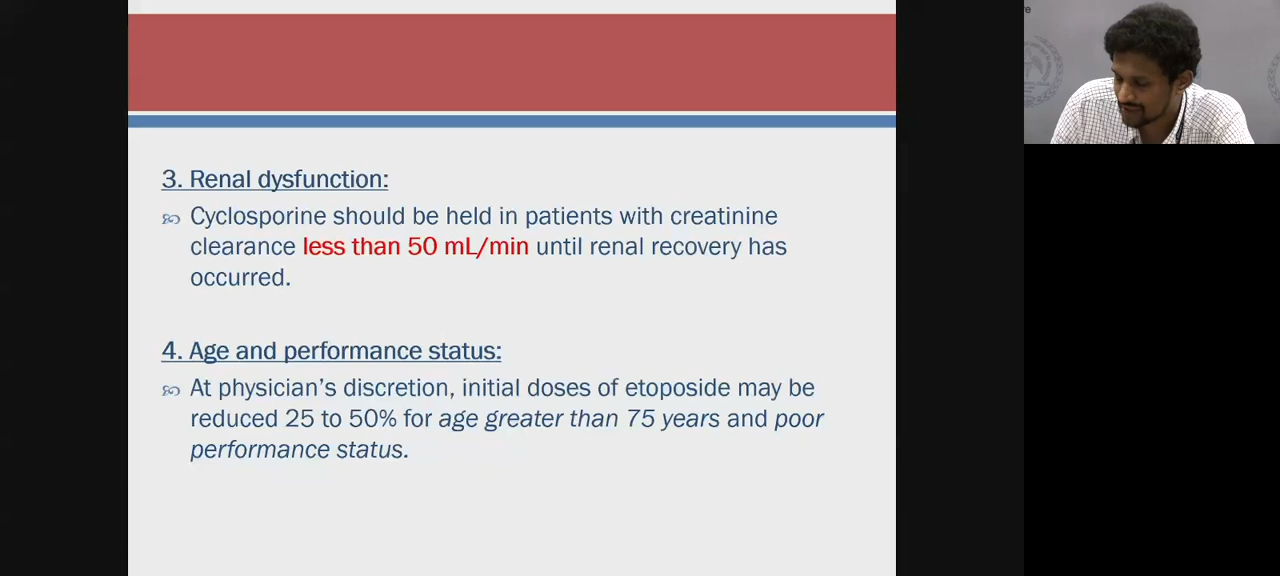 re
3. Renal dysfunction:
Cyclosporine should be held in patients with creatinine
clearance less than 50 mL/min until renal recovery has
occurred.
4. Age and performance status:
At physician’s discretion, initial doses of etoposide may be
reduced 25 to 50% for age greater than 75 years and poor
performance status.